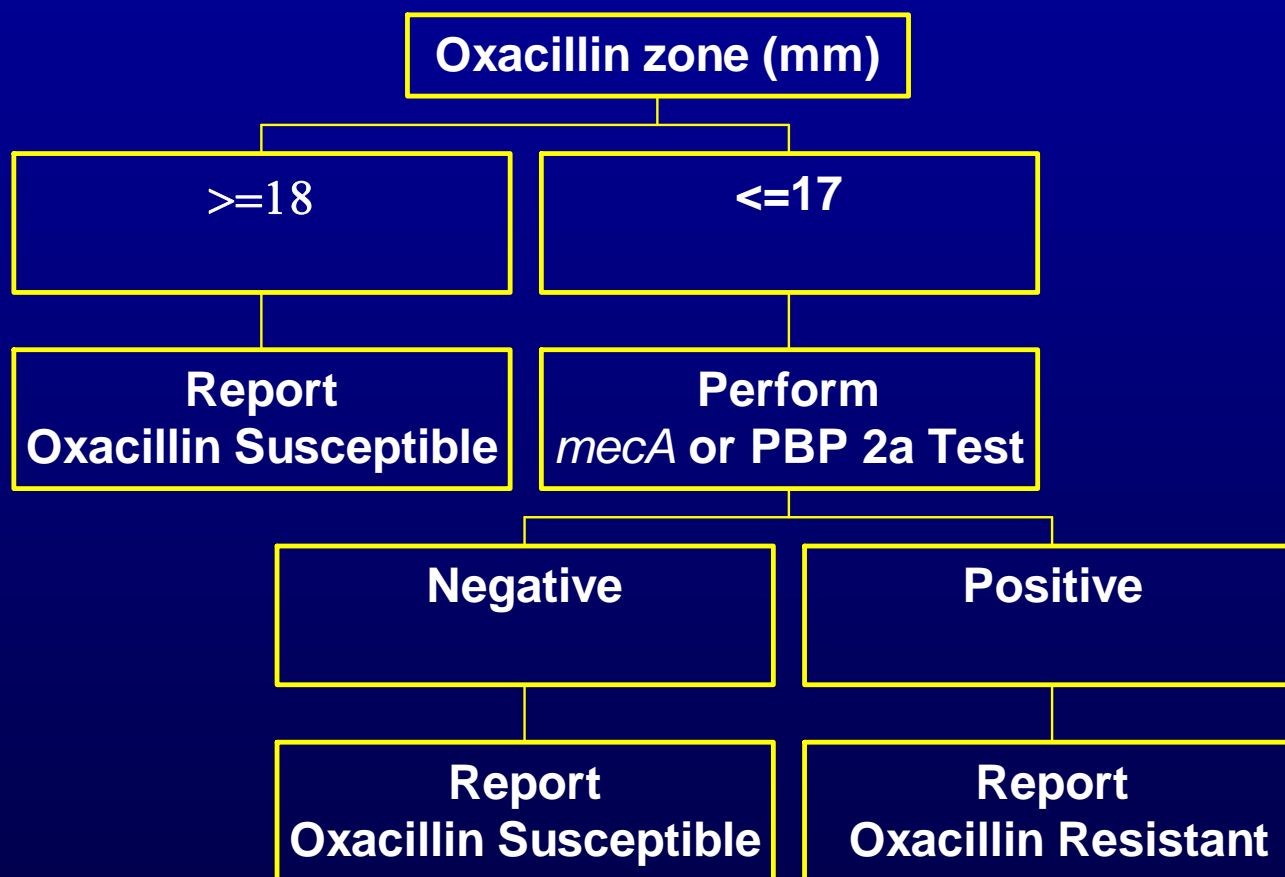 Oxacillin zone (mm)
>=18
<=17
Report
Oxacillin Susceptible
Perform
mecA or PBP 2a Test
Negative
Positive
Report
Oxacillin Susceptible
Report
Oxacillin Resistant